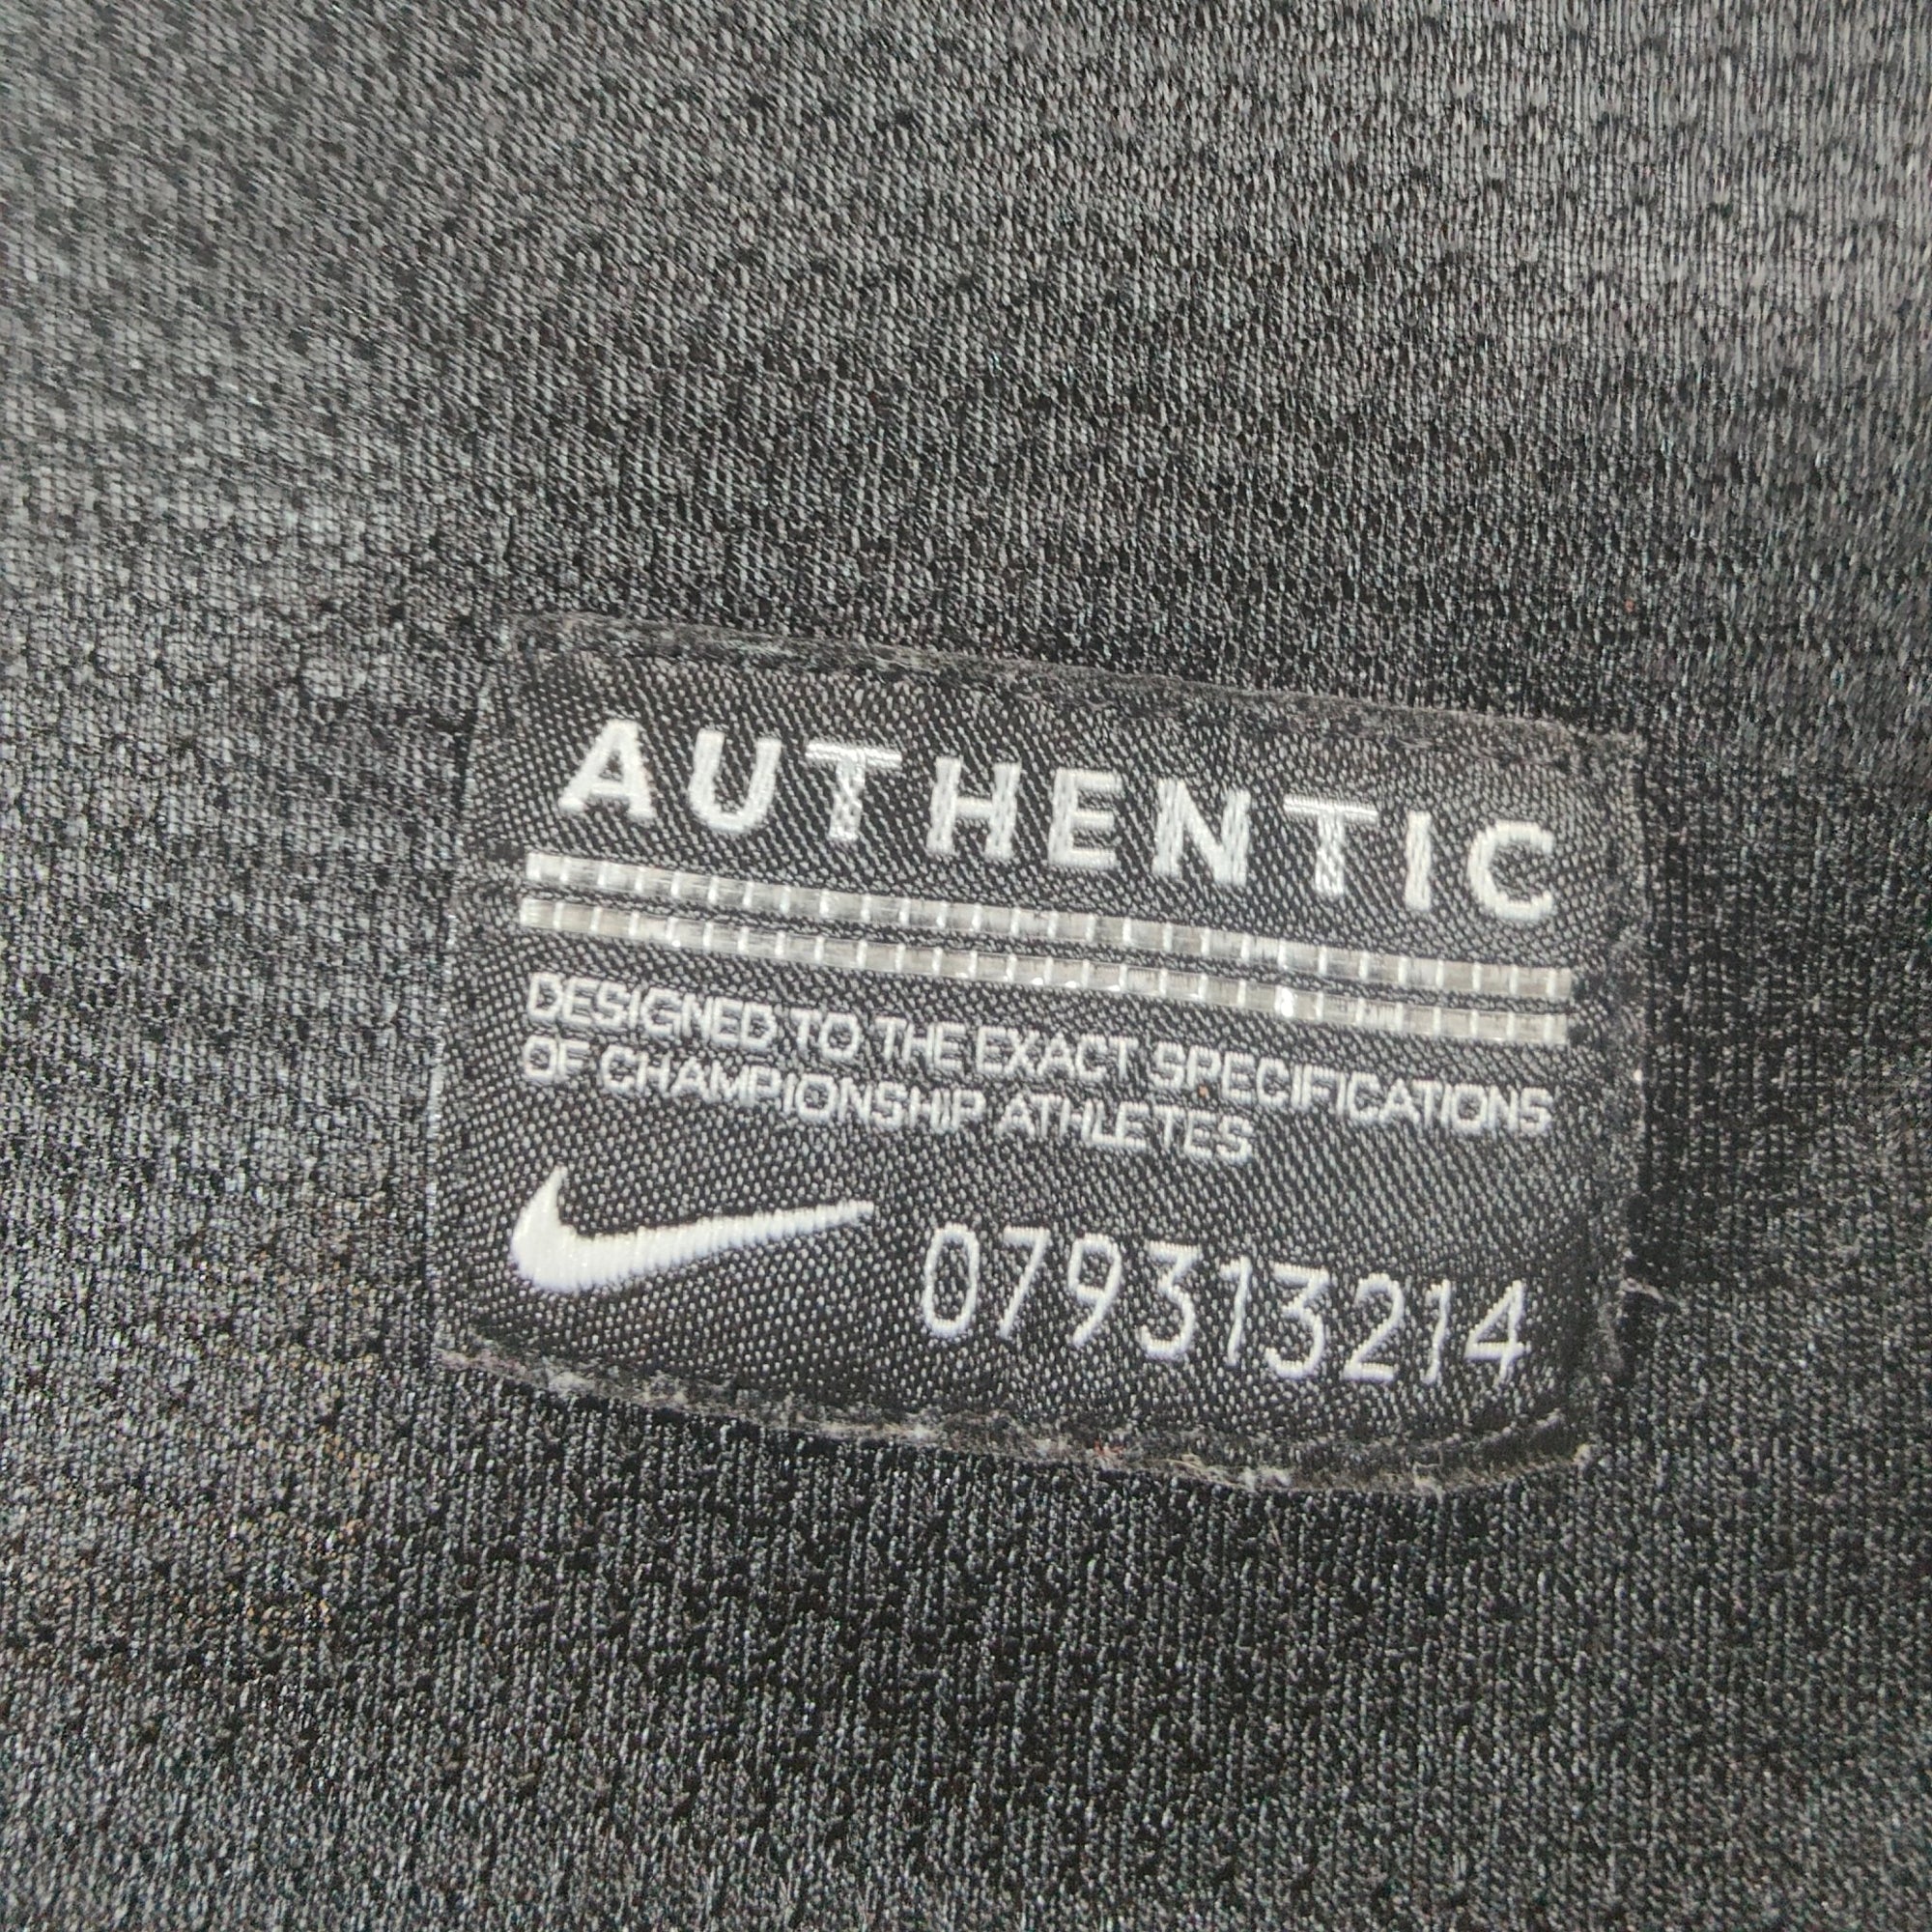 AUTHENTIC
DESIGNED TO THE EXACT SPECIFICATIONS
OF CHAMPIONSHIP ATHLETES
079313214